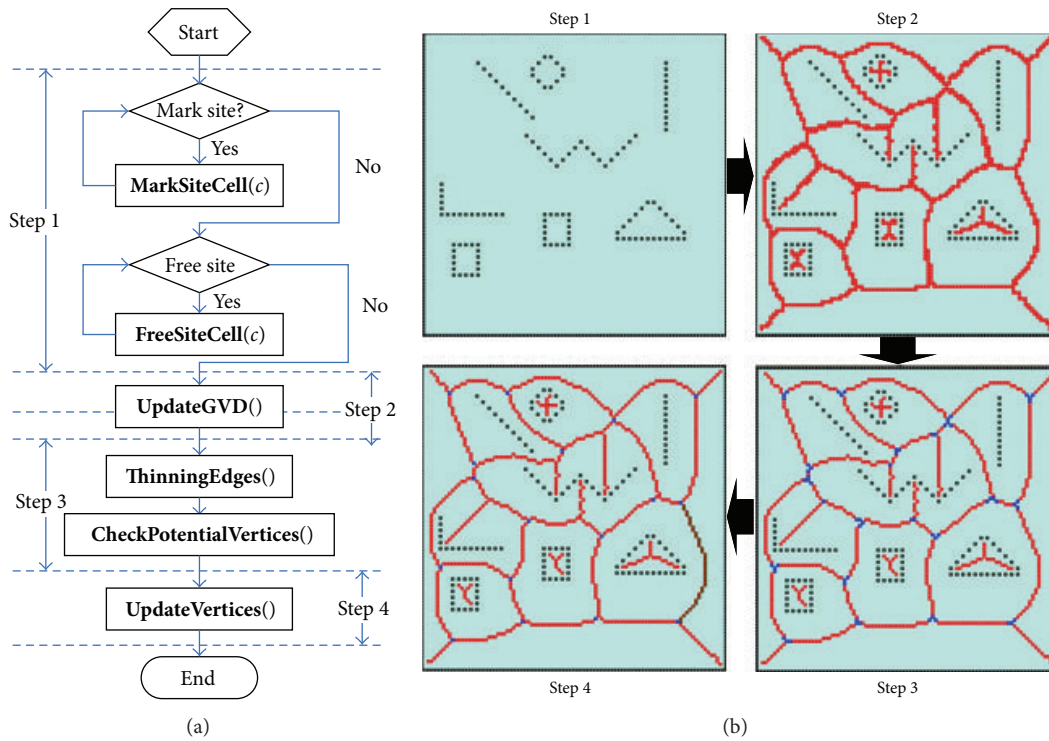 Start
Mark site?
Yes
No
MarkSiteCell(c)
Step 1
Free site
Yes
No
FreeSiteCell(c)
UpdateGVD()
Step 2
ThinningEdges()
Step 3
CheckPotentialVertices()
UpdateVertices()
Step 4
End
(a)
Step 1
Step 2
Step 4
Step 3
(b)